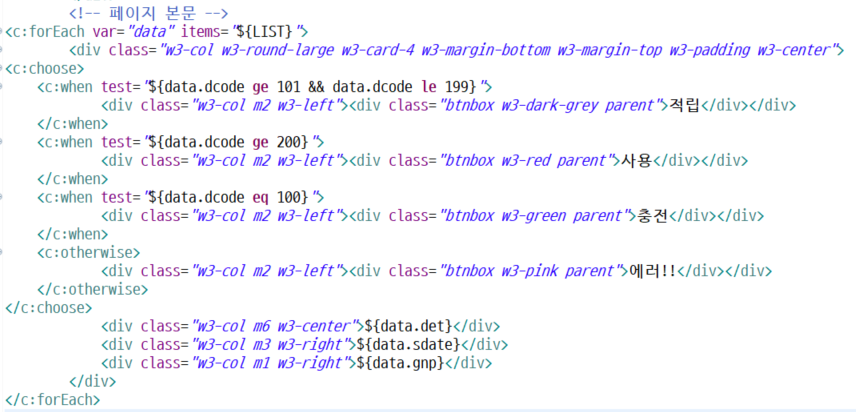 <!-- 페이지 본문 -->
<c:forEach var="data" items="${LIST}">
<div class="w3-col w3-round-large w3-card-4 w3-margin-bottom w3-margin-top w3-padding w3-center">
<c:choose>
<c:when test="${data.dcode ge 101 && data.dcode le 199}">
<div class="w3-col m2 w3-left"><div class="btnbox w3-dark-grey parent">적립</div></div>
</c:when>
<c:when test="${data.dcode ge 200}">
<div class="w3-col m2 w3-left"><div class="btnbox w3-red parent">사용</div></div>
</c:when>
<c:when test="${data.dcode eq 100}">
<div class="w3-col m2 w3-left"><div class="btnbox w3-green parent">충전</div></div>
</c:when>
<c:otherwise>
<div class="w3-col m2 w3-left"><div class="btnbox w3-pink parent">에러!!</div></div>
</c:otherwise>
</c:choose>
<div class="w3-col m6 w3-center">${data.det}</div>
<div class="w3-col m3 w3-right">${data.sdate}</div>
<div class="w3-col m1 w3-right">${data.gnp}</div>
</div>
</c:forEach>